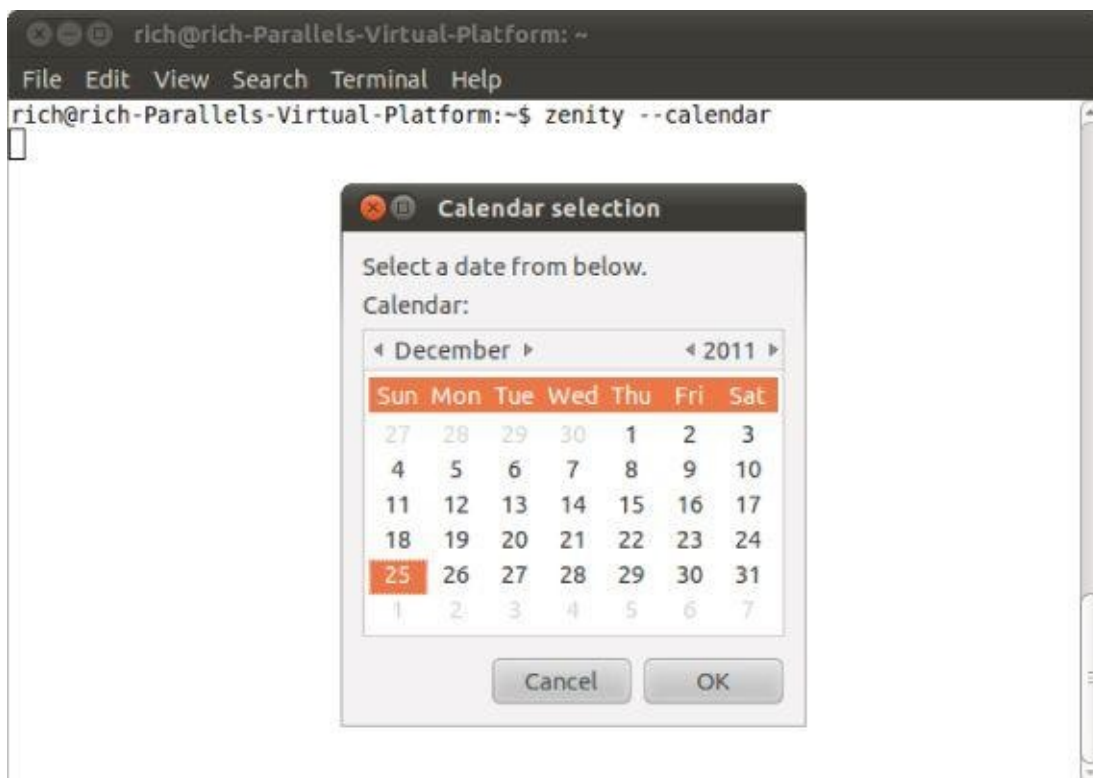 rich@rich-Parallels-Virtual-Platform: ~
File Edit View Search Terminal Help
rich@rich-Parallels-Virtual-Platform:~$ zenity --calendar
Calendar selection
Select a date from below.
Calendar:
December 2011
Sun Mon Tue Wed Thu Fri Sat
27 28 29 30 1 2 3
4 5 6 7 8 9 10
11 12 13 14 15 16 17
18 19 20 21 22 23 24
25 26 27 28 29 30 31
1 2 3 4 5 6 7
Cancel OK